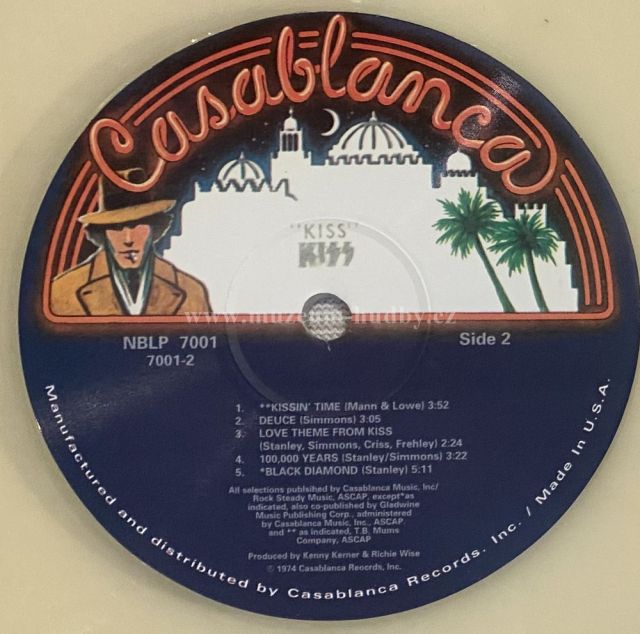 Casablanca
"KISS"
KISS
www.muzeumhudby.cz
NBLP 7001
7001-2
Side 2
1. **KISSIN' TIME (Mann & Lowe) 3:52
2. DEUCE (Simmons) 3:05
3. LOVE THEME FROM KISS
(Stanley, Simmons, Criss, Frehley) 2:24
4. 100,000 YEARS (Stanley/Simmons) 3:22
5. *BLACK DIAMOND (Stanley) 5:11
All selections publsihed by Casablanca Music, Inc/
Rock Steady Music, ASCAP, except*as
indicated, also co-published by Gladwine
Music Publishing Corp., administered
by Casablanca Music, Inc., ASCAP.
and ** as indicated, T.B. Mums
Company, ASCAP
Produced by Kenny Kerner & Richie Wise
℗ 1974 Casablanca Reocrds, Inc.
Manufactured and distributed by Casablanca Records. Inc. / Made In U.S.A.